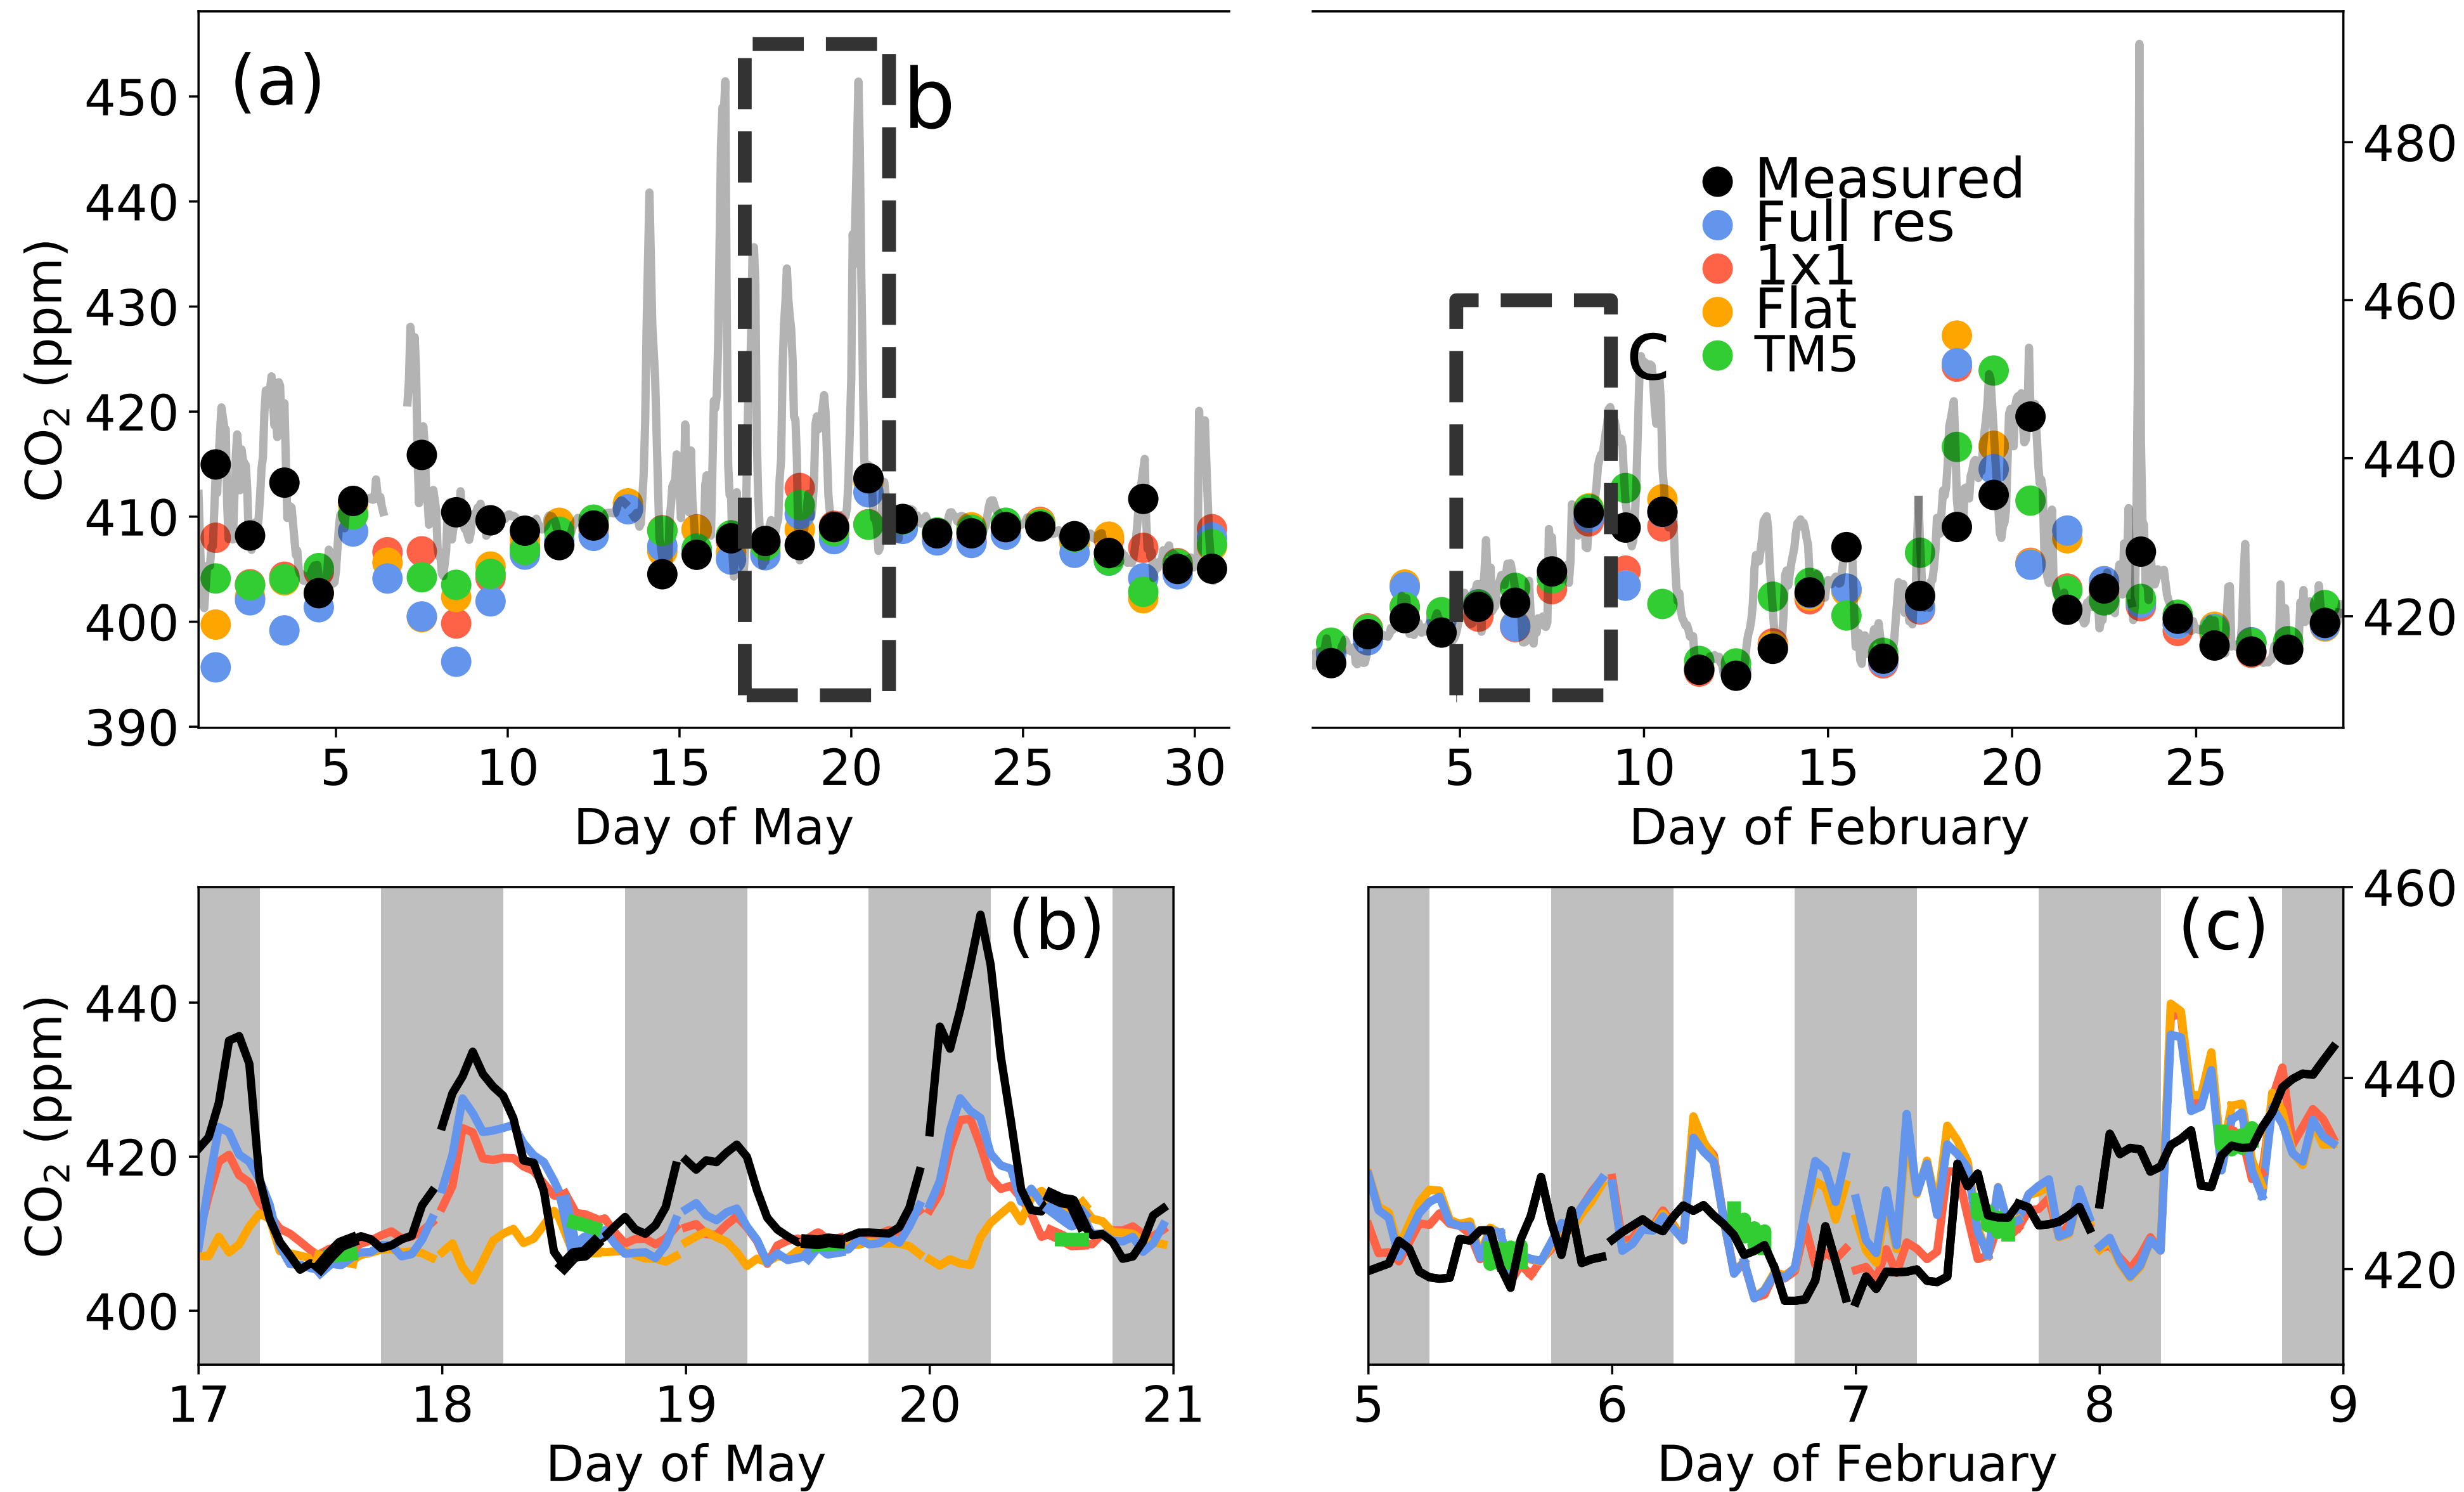 (a)
b
CO₂ (ppm)
450
440
430
420
410
400
390
5 10 15 20 25 30
Day of May
Measured
Full res
1x1
Flat
TM5
c
480
460
440
420
5 10 15 20 25
Day of February
(b)
CO₂ (ppm)
440
420
400
17 18 19 20 21
Day of May
(c)
460
440
420
5 6 7 8 9
Day of February